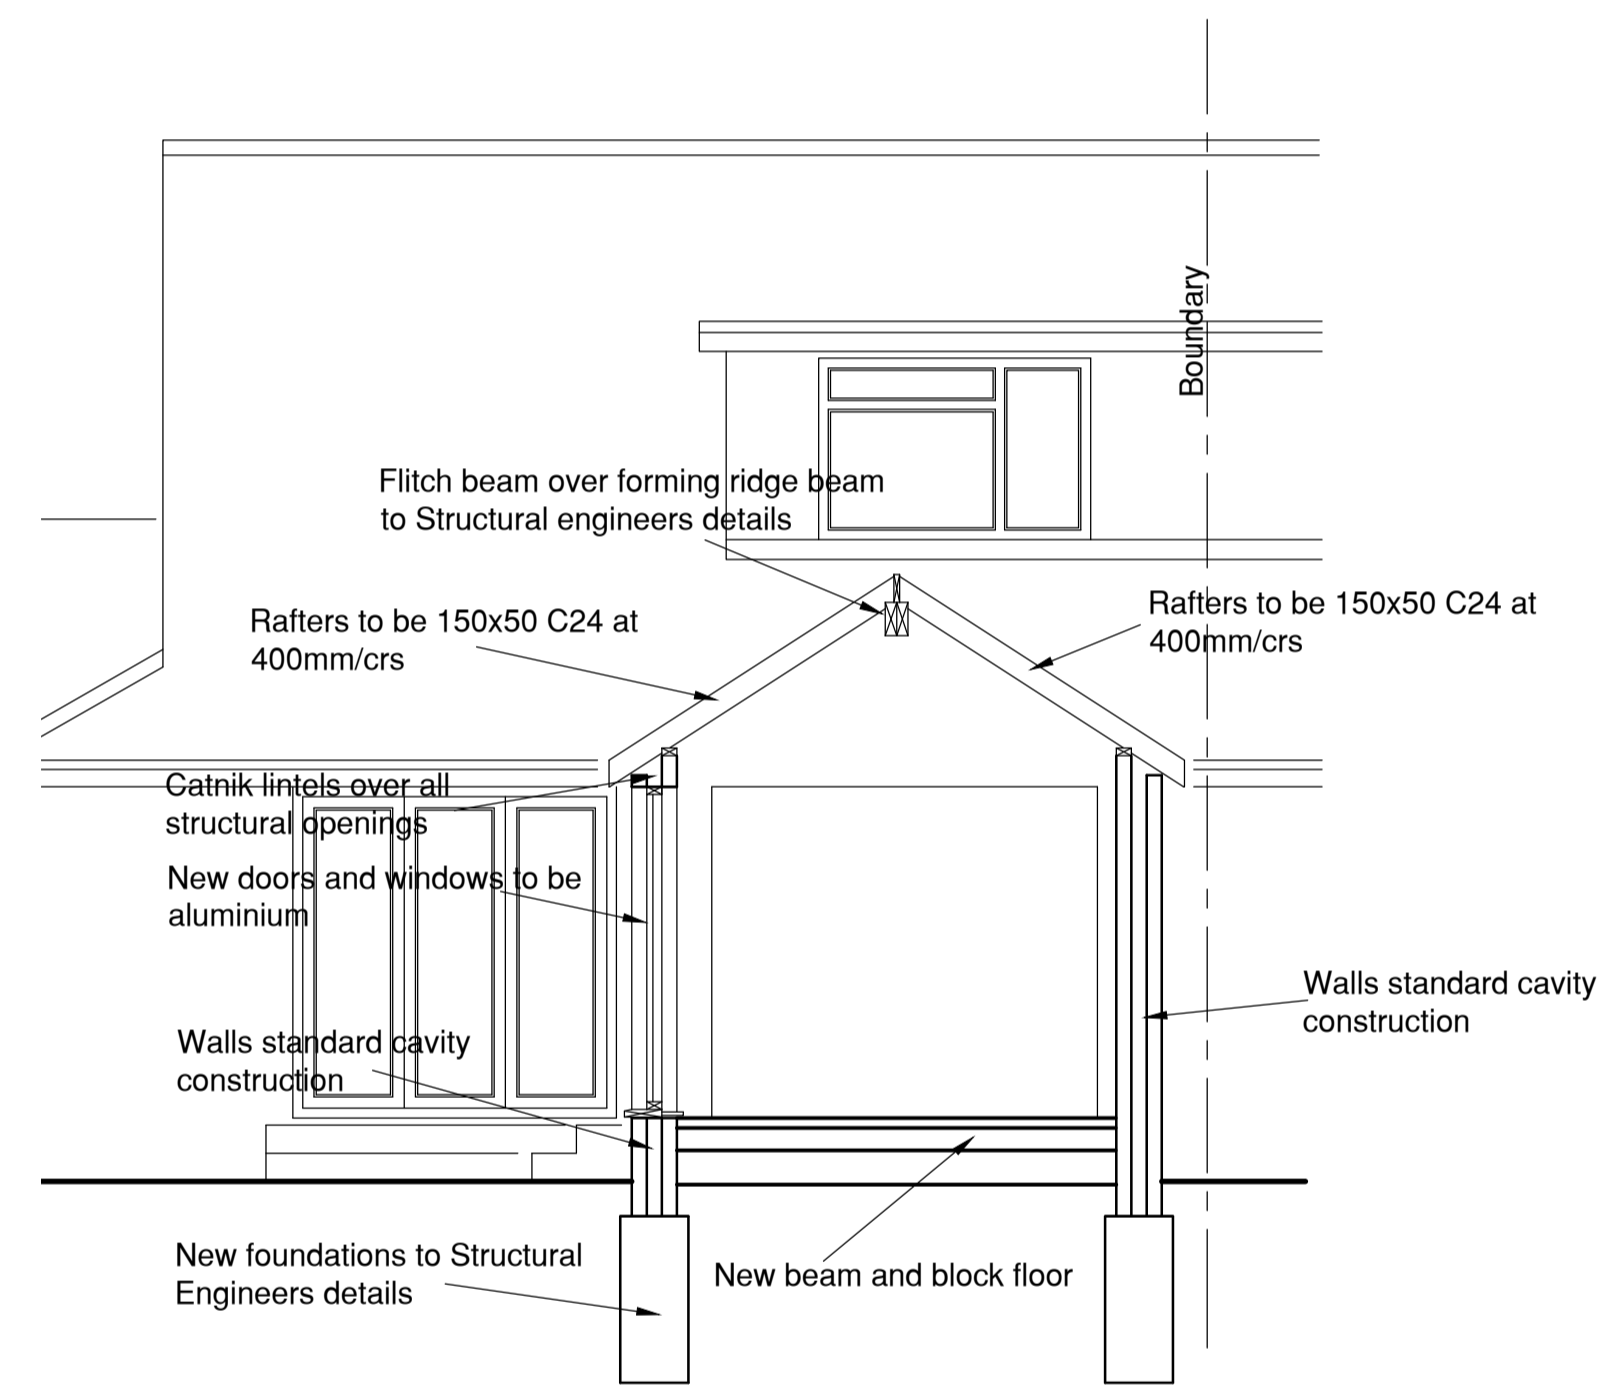 Boundary
Flitch beam over forming ridge beam
to Structural engineers details
Rafters to be 150x50 C24 at
400mm/crs
Rafters to be 150x50 C24 at
400mm/crs
Catnik lintels over all
structural openings
New doors and windows to be
aluminium
Walls standard cavity
construction
Walls standard cavity
construction
New foundations to Structural
Engineers details
New beam and block floor